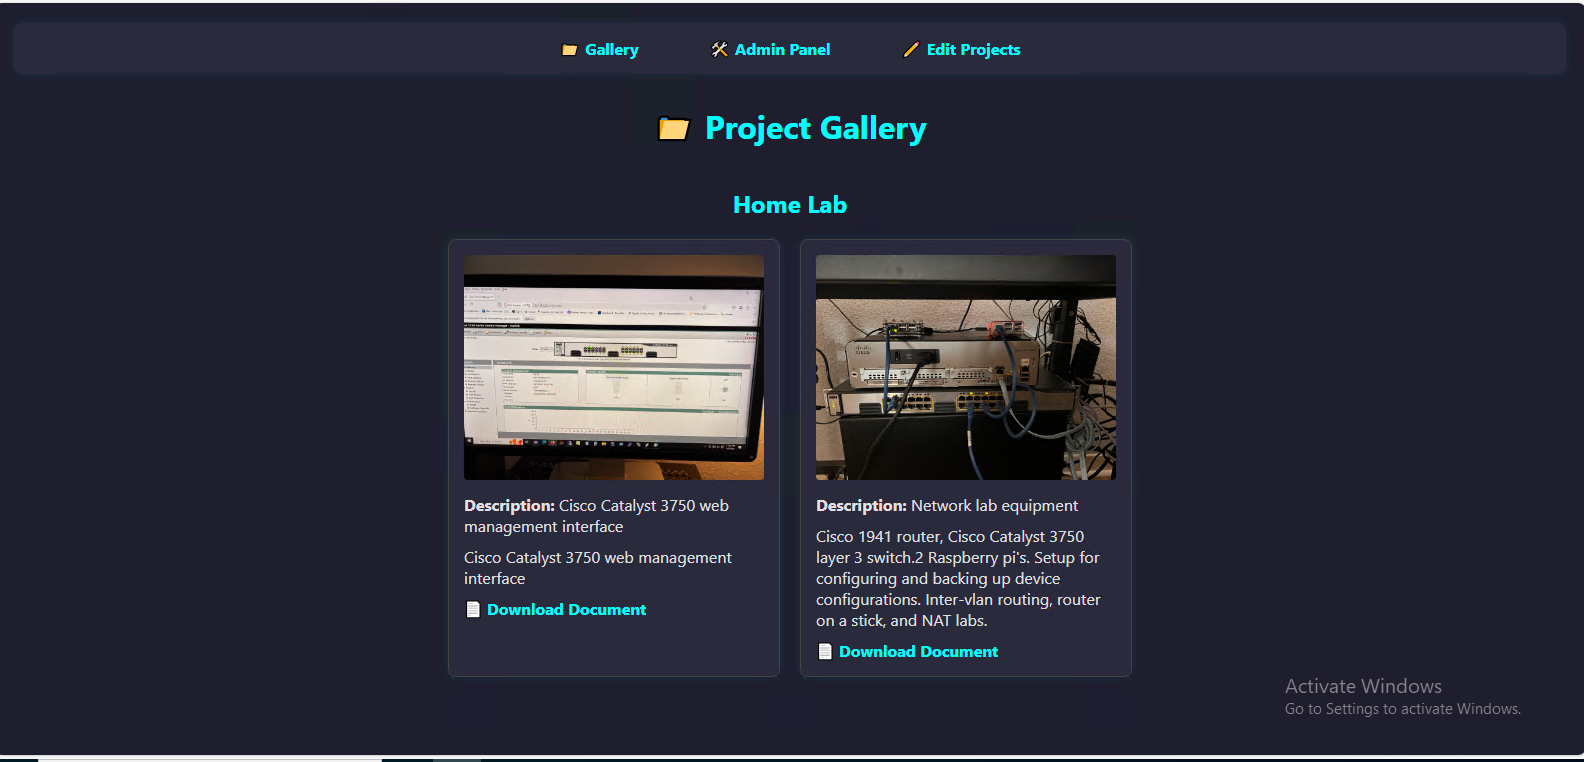 Gallery
Admin Panel
Edit Projects
Project Gallery
Home Lab
Description: Cisco Catalyst 3750 web
management interface
Cisco Catalyst 3750 web management
interface
Download Document
CISCO
Description: Network lab equipment
Cisco 1941 router, Cisco Catalyst 3750
layer 3 switch.2 Raspberry pi's. Setup for
configuring and backing up device
configurations. Inter-vlan routing, router
on a stick, and NAT labs.
Download Document
Activate Windows
Go to Settings to activate Windows.